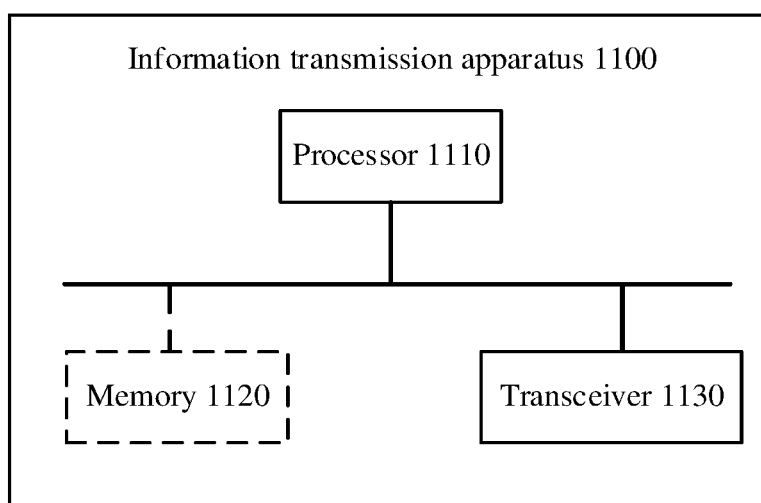 Information transmission apparatus 1100
Processor 1110
Memory 1120
Transceiver 1130